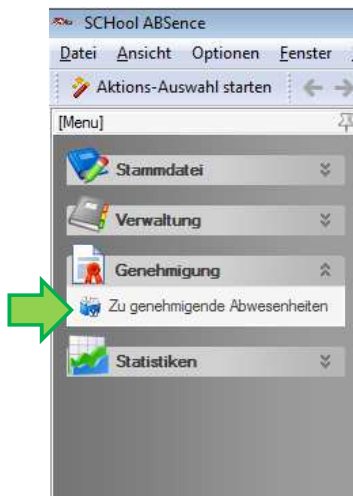 SCHool ABSence
Datei Ansicht Optionen Fenster
Aktions-Auswahl starten
[Menu]
Stammdatei
Verwaltung
Genehmigung
Zu genehmigende Abwesenheiten
Statistiken